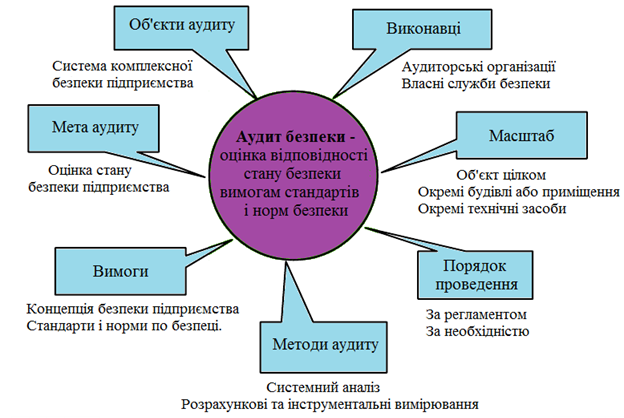 Об'єкти аудиту
Система комплексної
безпеки підприємства
Виконавці
Аудиторські організації
Власні служби безпеки
Мета аудиту
Оцінка стану
безпеки підприємства
Аудит безпеки -
оцінка відповідності
стану безпеки
вимогам стандартів
і норм безпеки
Масштаб
Об'єкт цілком
Окремі будівлі або приміщення
Окремі технічні засоби
Вимоги
Концепція безпеки підприємства
Стандарти і норми по безпеці.
Порядок
проведення
За регламентом
За необхідністю
Методи аудиту
Системний аналіз
Розрахункові та інструментальні вимірювання